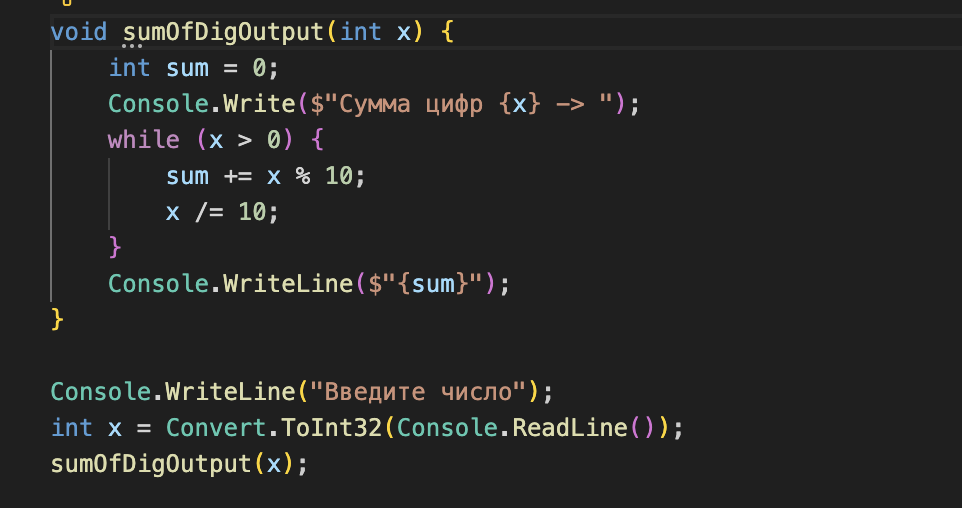 void sumOfDigOutput(int x) {
    int sum = 0;
    Console.Write($"Сумма цифр {x} -> ");
    while (x > 0) {
        sum += x % 10;
        x /= 10;
    }
    Console.WriteLine($"{sum}");
}
Console.WriteLine("Введите число");
int x = Convert.ToInt32(Console.ReadLine());
sumOfDigOutput(x);